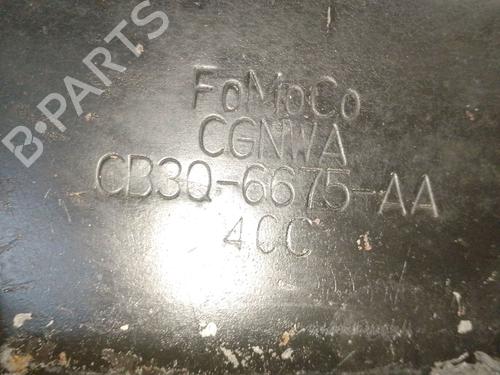 B-PARTS
FoMoCo
CGNWA
CB3Q-6675-AA
4CC